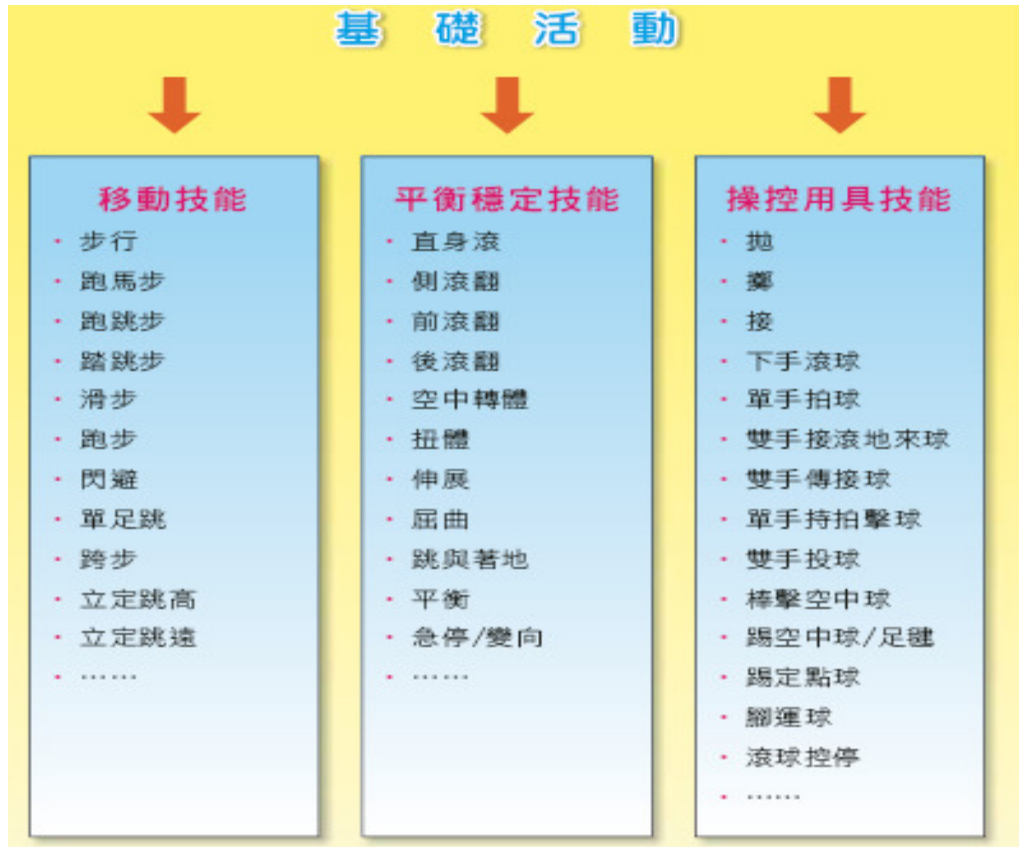 基礎活動
移動技能
· 步行
· 跑馬步
· 跑跳步
· 踏跳步
· 滑步
· 跑步
· 閃避
· 單足跳
· 跨步
· 立定跳高
· 立定跳遠
· ……
平衡穩定技能
· 直身滾
· 側滾翻
· 前滾翻
· 後滾翻
· 空中轉體
· 扭體
· 伸展
· 屈曲
· 跳與著地
· 平衡
· 急停/變向
· ……
操控用具技能
· 拋
· 擲
· 接
· 下手滾球
· 單手拍球
· 雙手接滾地來球
· 雙手傳接球
· 單手持拍擊球
· 雙手投球
· 棒擊空中球
· 踢空中球/足毽
· 踢定點球
· 腳運球
· 滾球控停
· ……